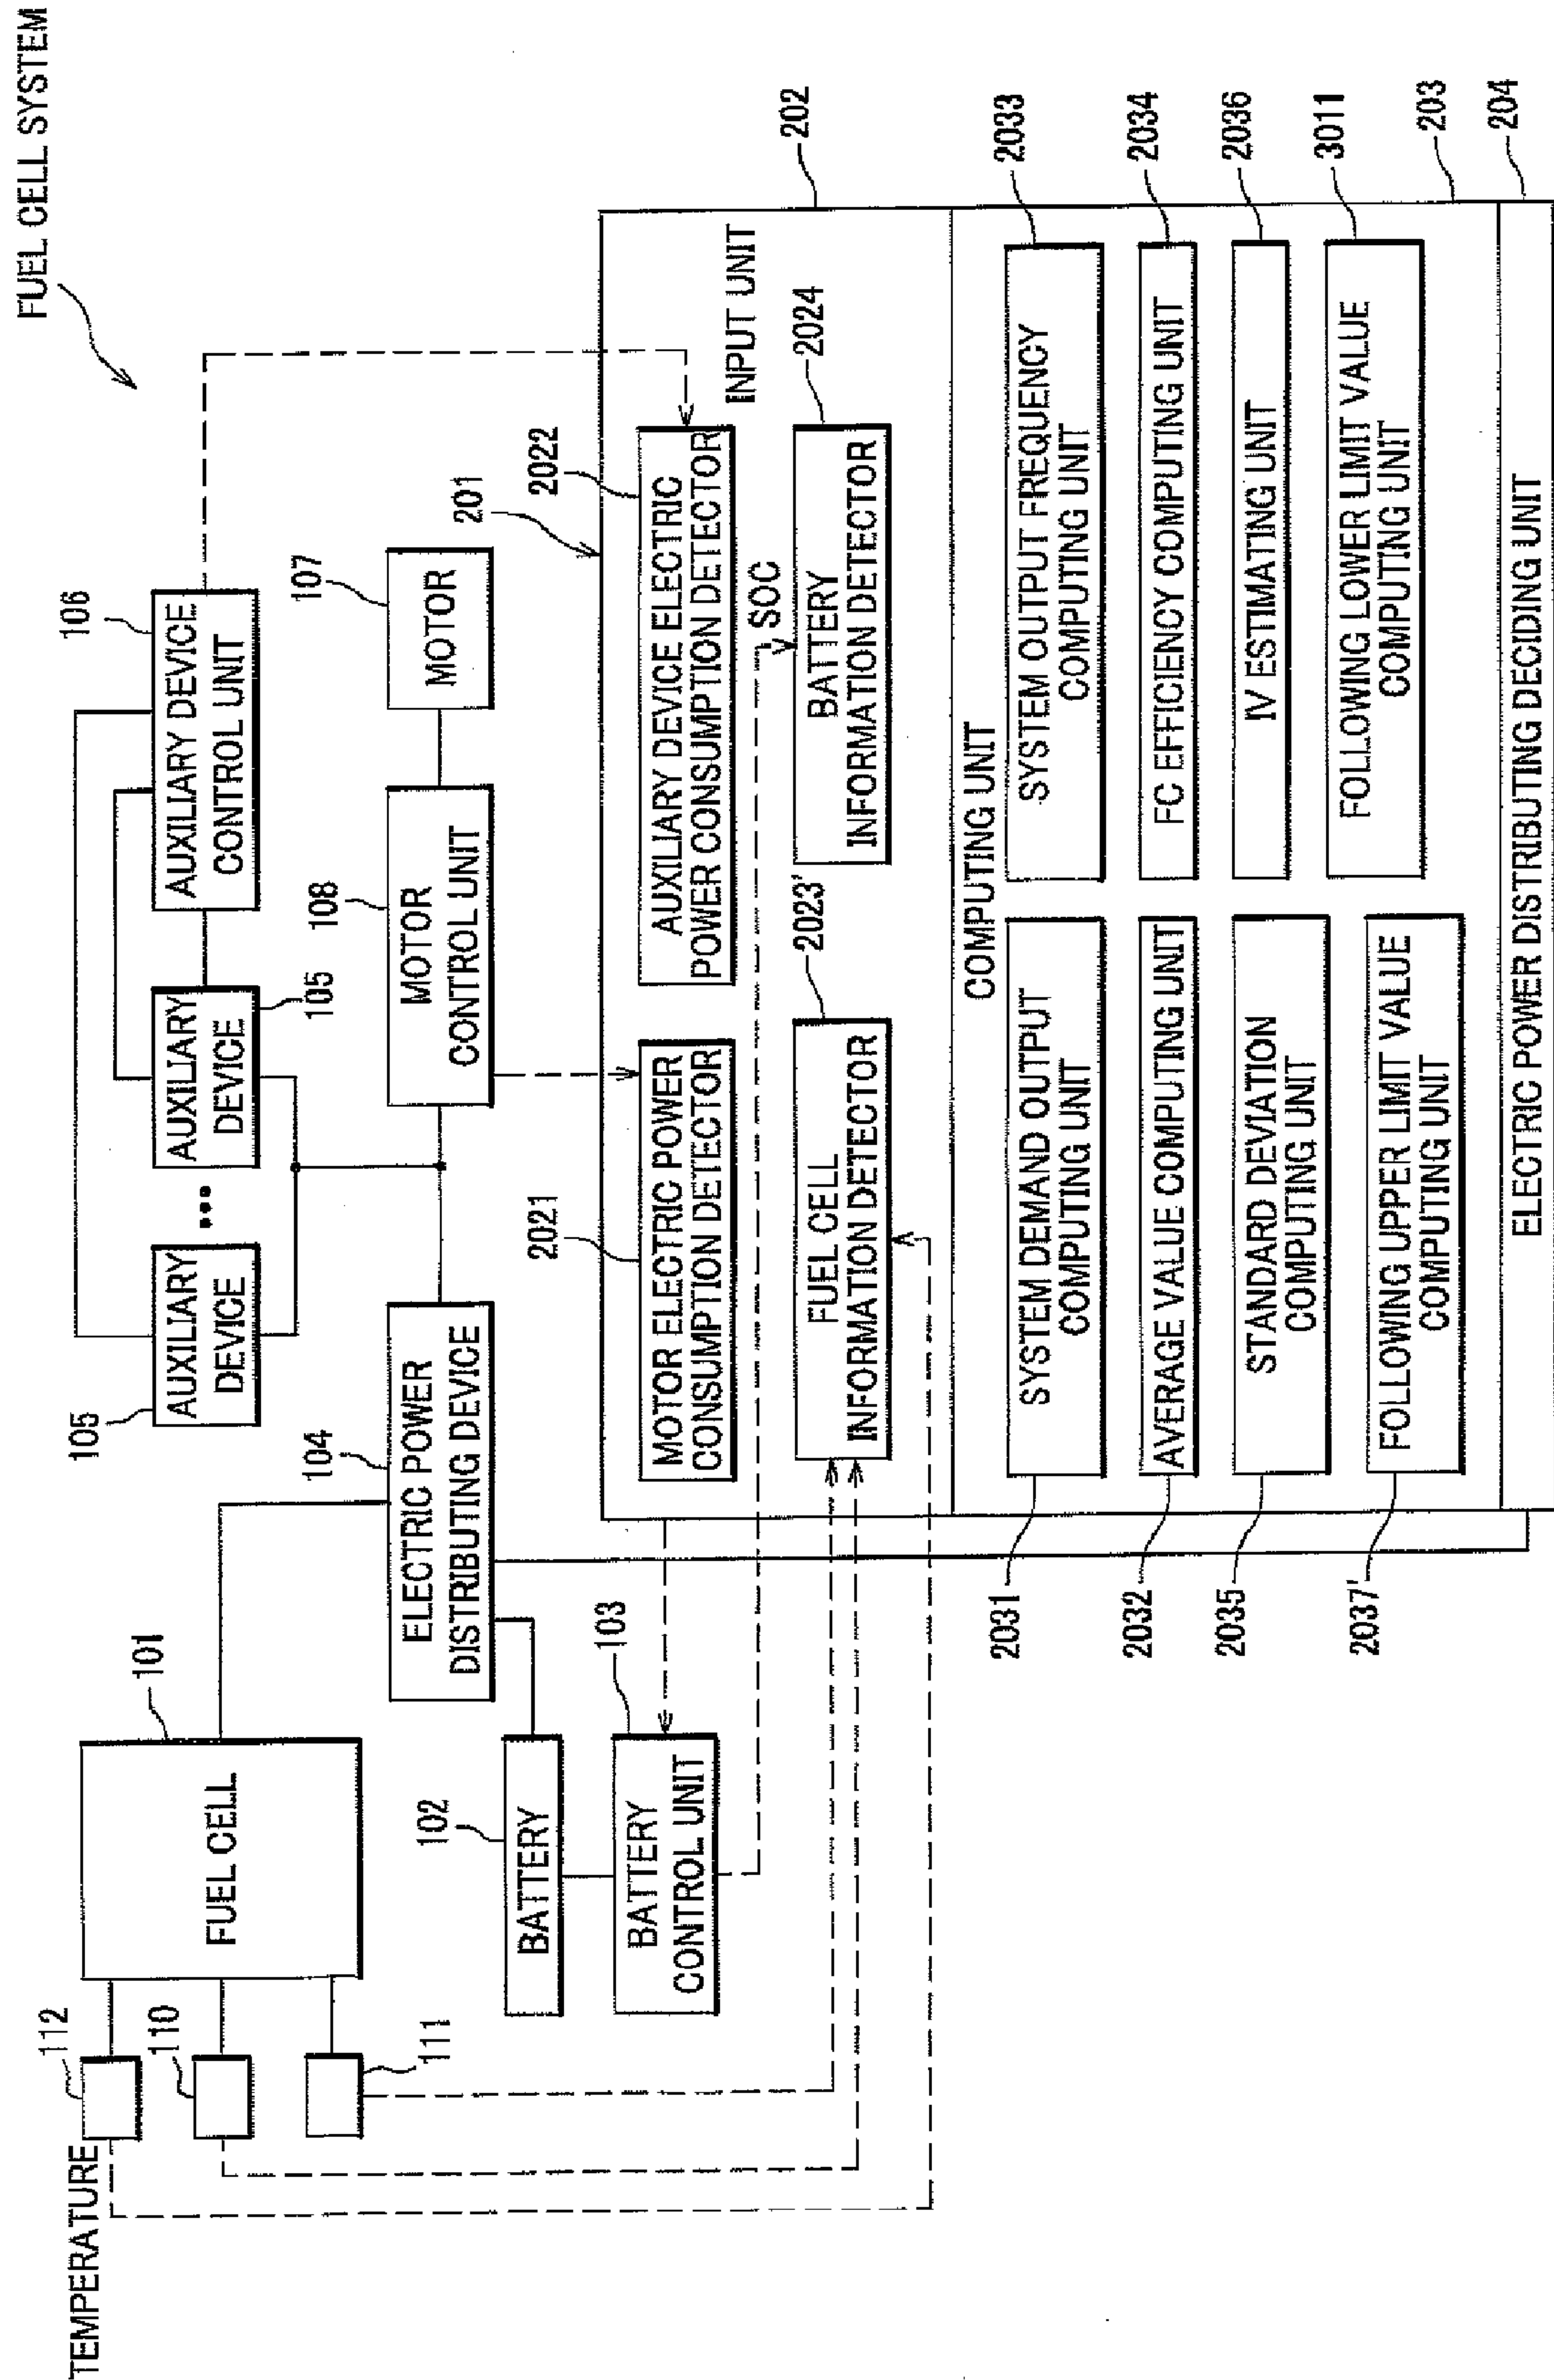 FUEL CELL SYSTEM
TEMPERATURE
112
110
111
101
FUEL CELL
102
BATTERY
103
BATTERY
CONTROL UNIT
104
ELECTRIC POWER
DISTRIBUTING DEVICE
105
AUXILIARY
DEVICE
•••
AUXILIARY
DEVICE
105
106
AUXILIARY DEVICE
CONTROL UNIT
108
MOTOR
CONTROL UNIT
107
MOTOR
201
202
INPUT UNIT
2021
MOTOR ELECTRIC POWER
CONSUMPTION DETECTOR
2022
AUXILIARY DEVICE ELECTRIC
POWER CONSUMPTION DETECTOR
SOC
2023'
FUEL CELL
INFORMATION DETECTOR
2024
BATTERY
INFORMATION DETECTOR
COMPUTING UNIT
2031
SYSTEM DEMAND OUTPUT
COMPUTING UNIT
SYSTEM OUTPUT FREQUENCY
COMPUTING UNIT
2033
2032
AVERAGE VALUE COMPUTING UNIT
FC EFFICIENCY COMPUTING UNIT
2034
2035
STANDARD DEVIATION
COMPUTING UNIT
IV ESTIMATING UNIT
2036
2037'
FOLLOWING UPPER LIMIT VALUE
COMPUTING UNIT
FOLLOWING LOWER LIMIT VALUE
COMPUTING UNIT
3011
203
ELECTRIC POWER DISTRIBUTING DECIDING UNIT
204